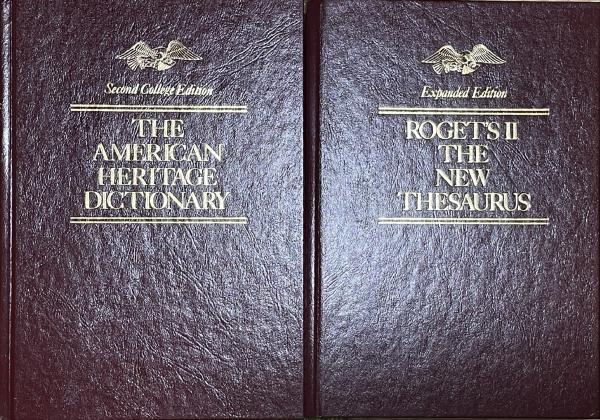 Second College Edition
THE
AMERICAN
HERITAGE
DICTIONARY
Expanded Edition
ROGET'S II
THE
NEW
THESAURUS